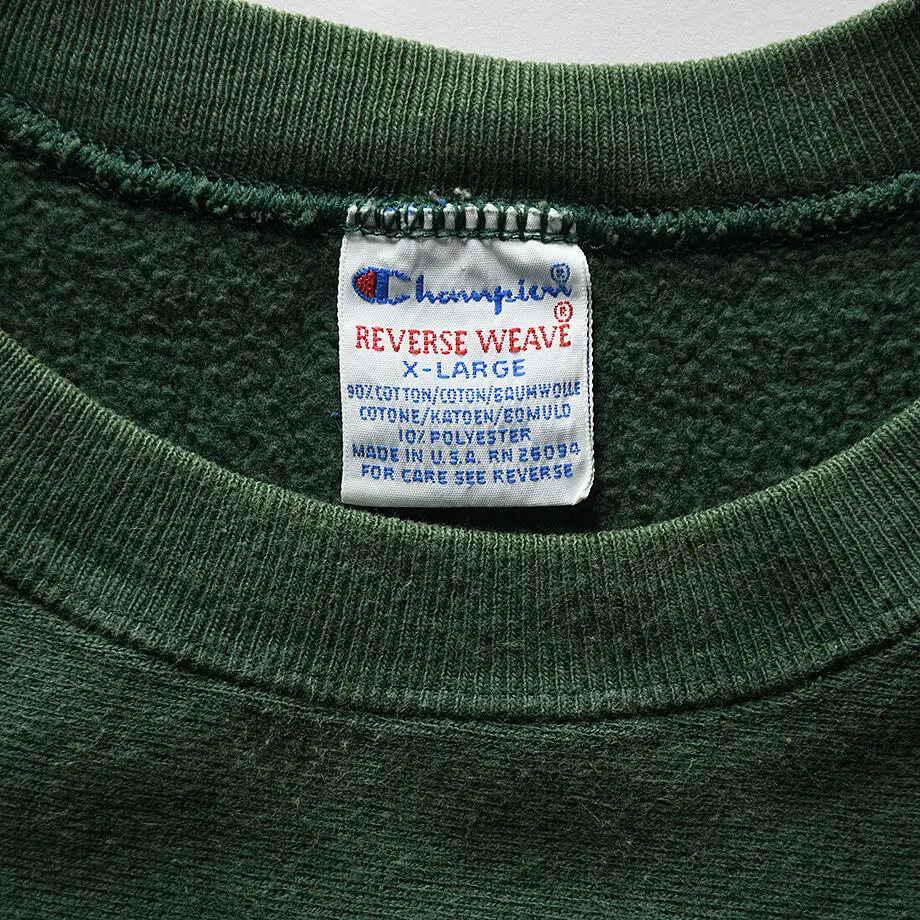 Champion®
REVERSE WEAVE®
X-LARGE
90% COTTON/COTON/BAUMWOLLE
COTONE/KATOEN/BOMULD
10% POLYESTER
MADE IN U.S.A. RN 26094
FOR CARE SEE REVERSE